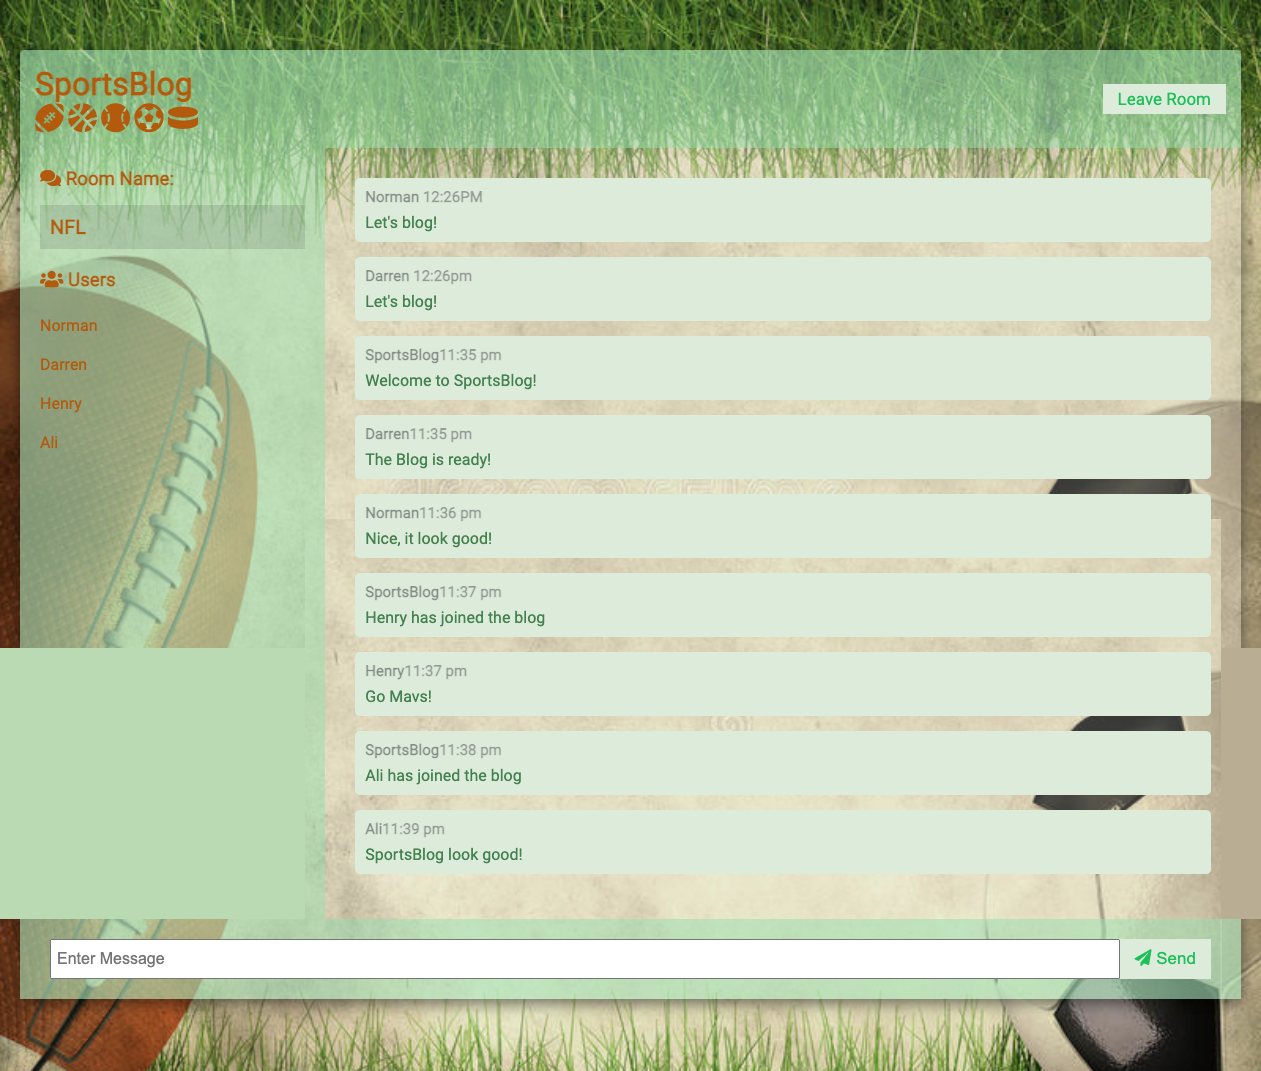 SportsBlog
Leave Room
Room Name:
NFL
Users
Norman
Darren
Henry
Ali
Norman 12:26PM
Let's blog!
Darren 12:26pm
Let's blog!
SportsBlog11:35 pm
Welcome to SportsBlog!
Darren11:35 pm
The Blog is ready!
Norman11:36 pm
Nice, it look good!
SportsBlog11:37 pm
Henry has joined the blog
Henry11:37 pm
Go Mavs!
SportsBlog11:38 pm
Ali has joined the blog
Ali11:39 pm
SportsBlog look good!
Enter Message
Send